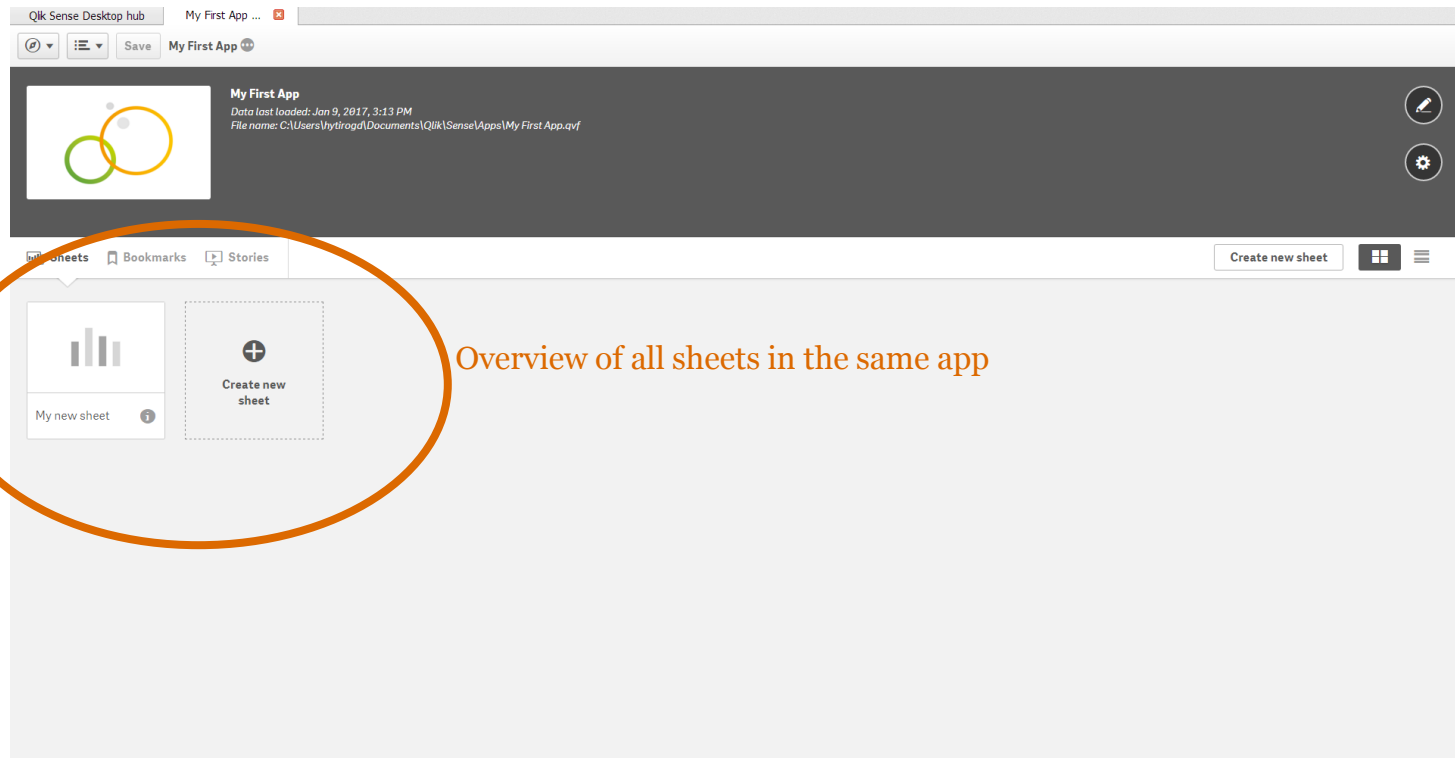 Qlik Sense Desktop hub My First App ...
Save My First App
My First App
Data last loaded: Jan 9, 2017, 3:13 PM
File name: C:\Users\hytirogd\Documents\Qlik\Sense\Apps\My First App.qvf
Sheets Bookmarks Stories Create new sheet
Overview of all sheets in the same app
Create new
sheet
My new sheet